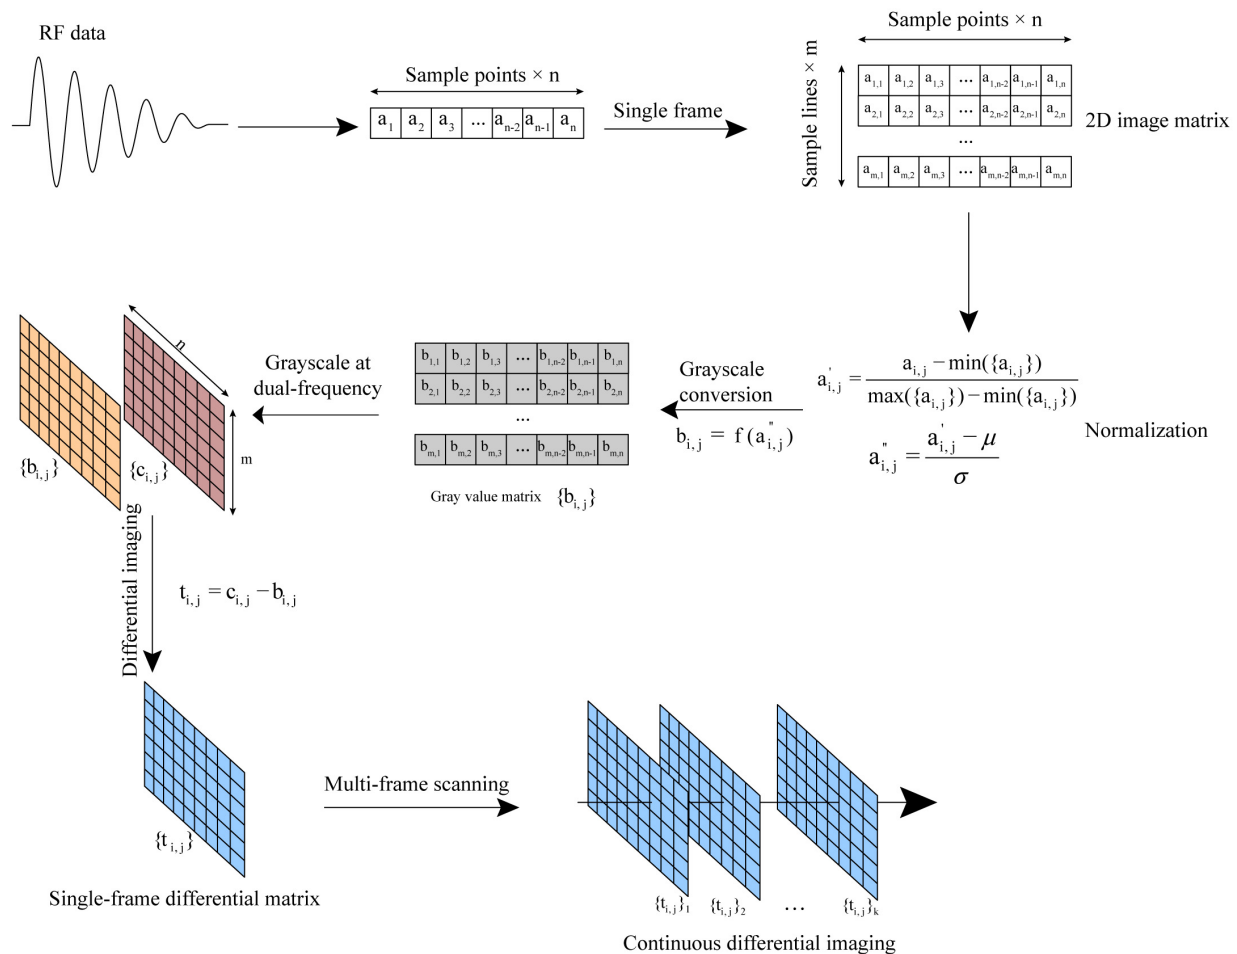 RF data
Sample points × n
a1 a2 a3 ... an-2 an-1 an
Single frame
Sample points × n
Sample lines × m
a1,1 a1,2 a1,3 ... a1,n-2 a1,n-1 a1,n
a2,1 a2,2 a2,3 ... a2,n-2 a2,n-1 a2,n
...
am,1 am,2 am,3 ... am,n-2 am,n-1 am,n
2D image matrix
a'i,j = (ai,j − min({ai,j})) / (max({ai,j}) − min({ai,j}))
a''i,j = (a'i,j − μ) / σ
Normalization
Grayscale
conversion
bi,j = f(a''i,j)
b1,1 b1,2 b1,3 ... b1,n-2 b1,n-1 b1,n
b2,1 b2,2 b2,3 ... b2,n-2 b2,n-1 b2,n
...
bm,1 bm,2 bm,3 ... bm,n-2 bm,n-1 bm,n
Gray value matrix {bi,j}
Grayscale at
dual-frequency
n
m
{bi,j}
{ci,j}
Differential imaging
ti,j = ci,j − bi,j
{ti,j}
Single-frame differential matrix
Multi-frame scanning
{ti,j}1 {ti,j}2 ... {ti,j}k
Continuous differential imaging